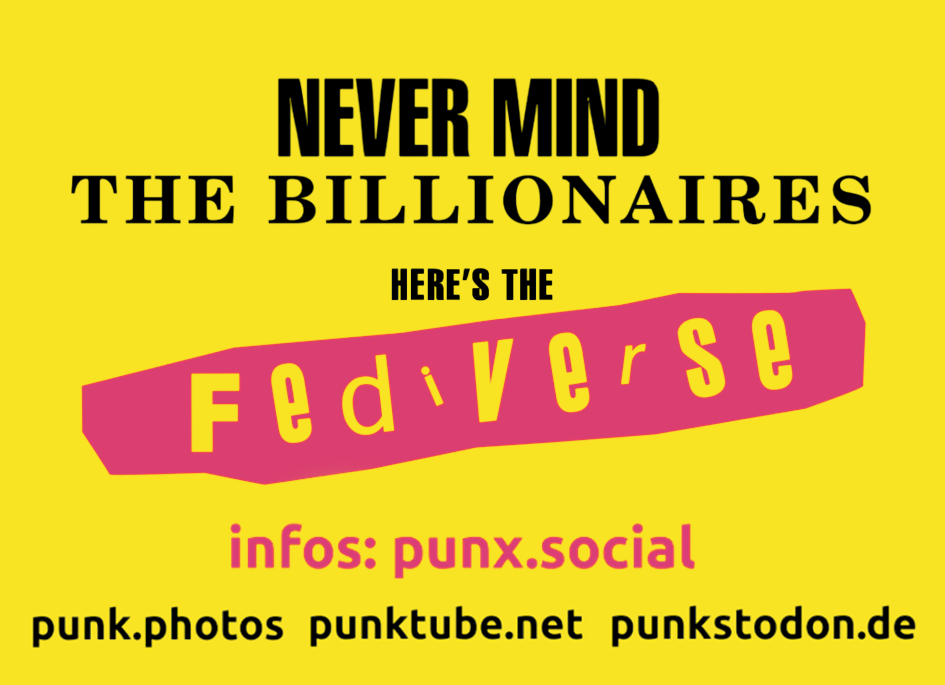 NEVER MIND
THE BILLIONAIRES
HERE'S THE
FediVerSe
infos: punx.social
punk.photos punktube.net punkstodon.de